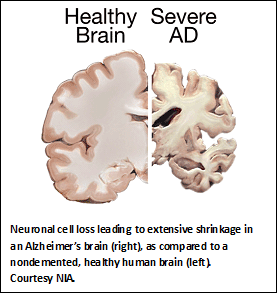 Healthy Severe
Brain AD
Neuronal cell loss leading to extensive shrinkage in
an Alzheimer's brain (right), as compared to a
nondemented, healthy human brain (left).
Courtesy NIA.